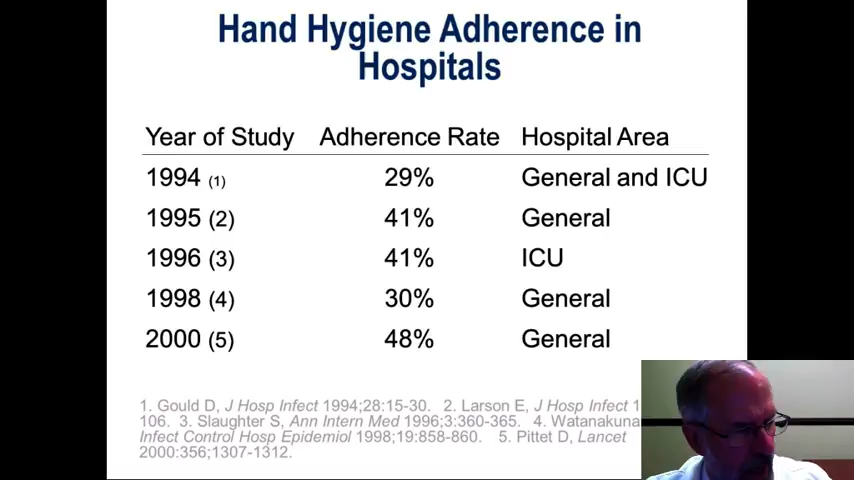 Hand Hygiene Adherence in
Hospitals
Year of Study Adherence Rate Hospital Area
1994 (1) 29% General and ICU
1995 (2) 41% General
1996 (3) 41% ICU
1998 (4) 30% General
2000 (5) 48% General
1. Gould D, J Hosp Infect 1994;28:15-30. 2. Larson E, J Hosp Infect
106. 3. Slaughter S, Ann Intern Med 1996;3:360-365. 4.
Infect Control Hosp Epidemiol 1998;19:858-860. 5. Pittet D, Lancet
2000:356;1307-1312.